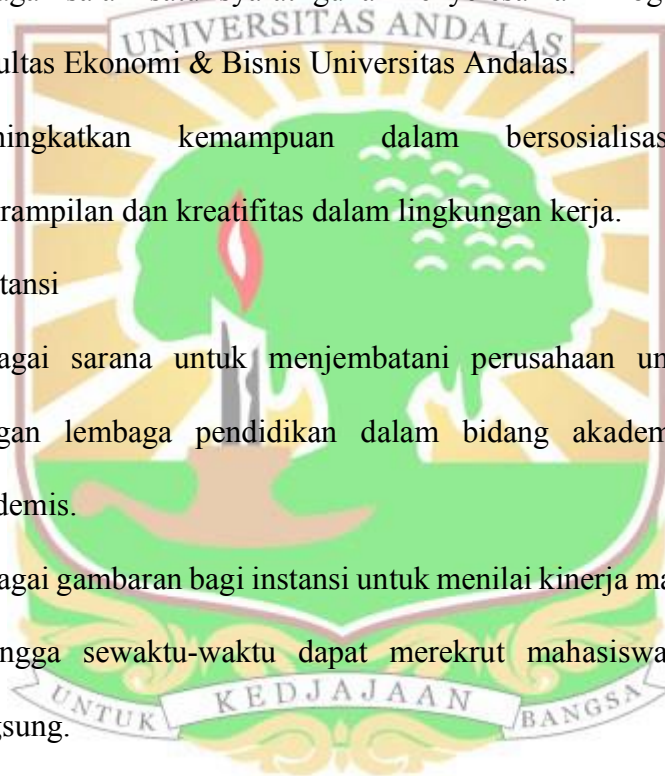 UNIVERSITAS ANDALAS
ultas Ekonomi & Bisnis Universitas Andalas.
ningkatkan kemampuan dalam bersosialisas
rampilan dan kreatifitas dalam lingkungan kerja.
tansi
agai sarana untuk menjembatani perusahaan un
gan lembaga pendidikan dalam bidang akadem
demis.
agai gambaran bagi instansi untuk menilai kinerja ma
ngga sewaktu-waktu dapat merekrut mahasiswa
gsung.
UNTUK KEDJAJAAN BANGSA